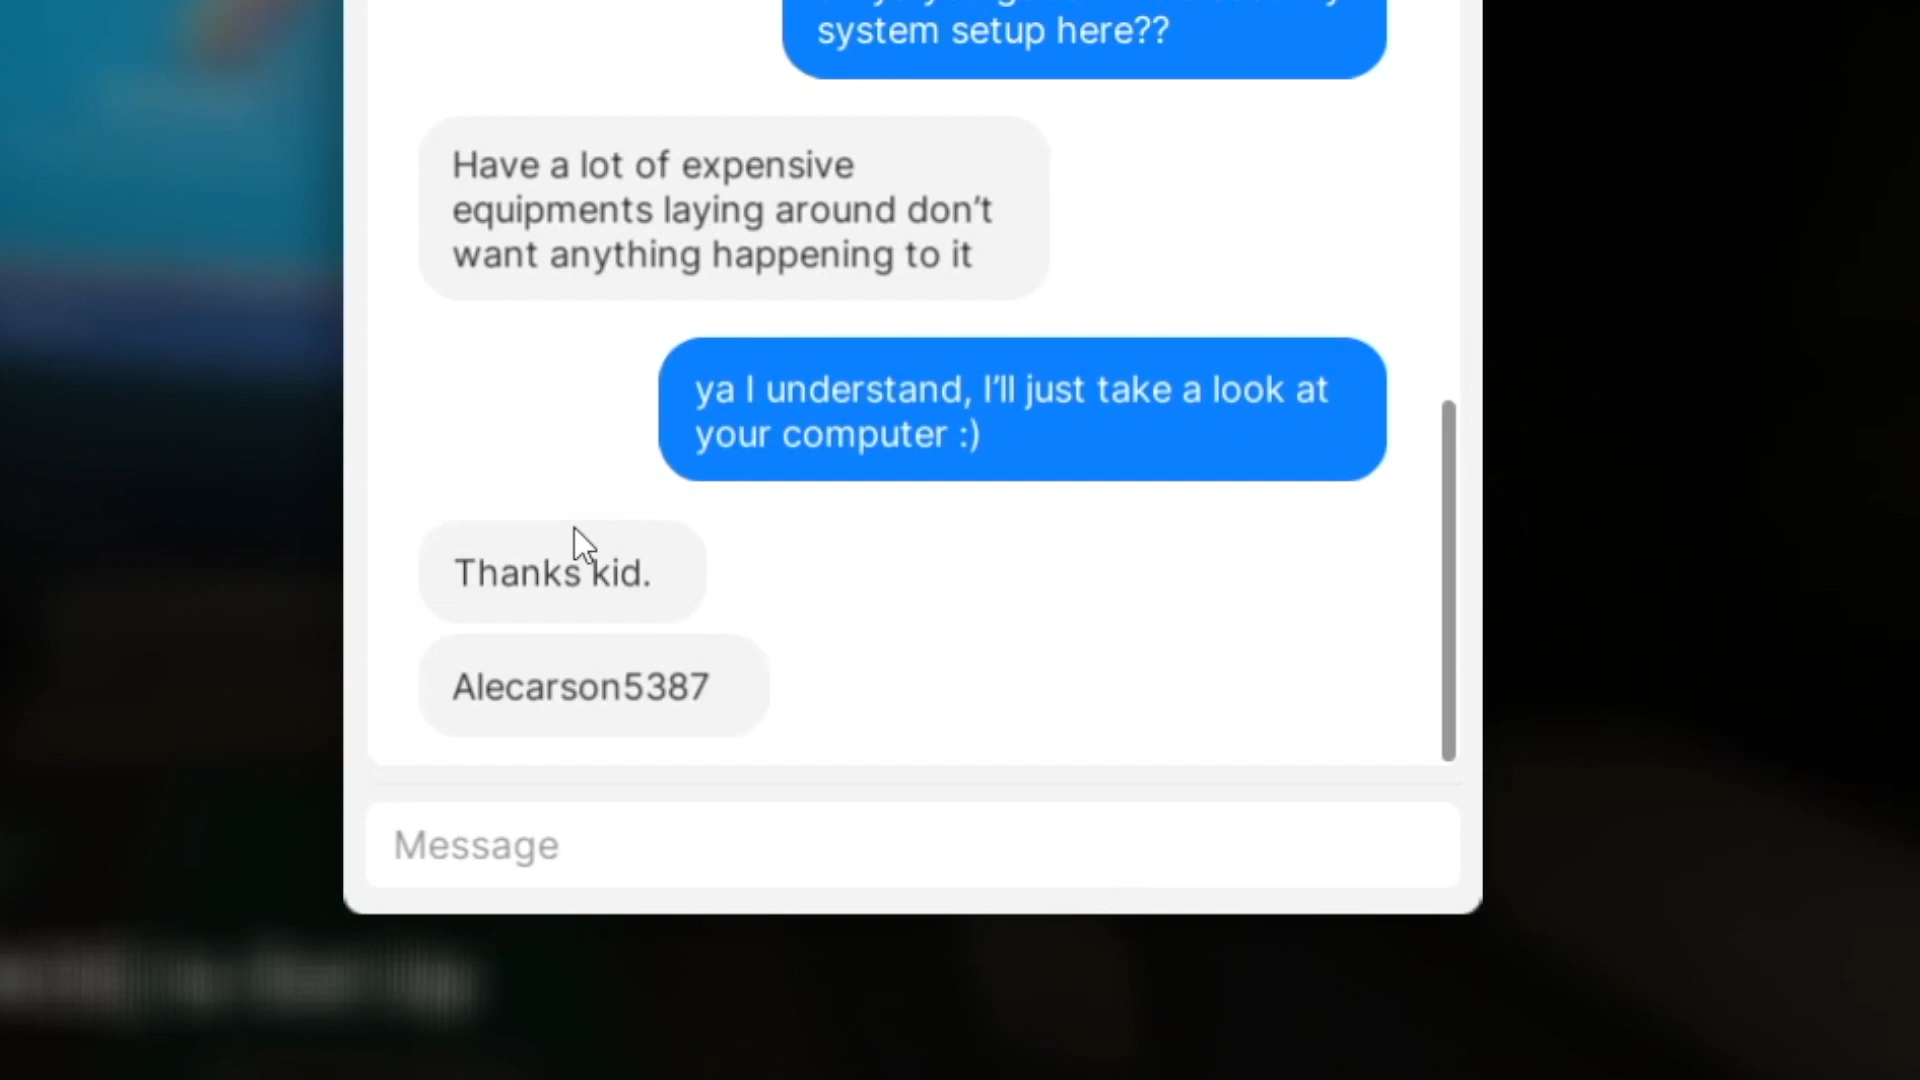 system setup here??
Have a lot of expensive
equipments laying around don't
want anything happening to it
ya I understand, I'll just take a look at
your computer :)
Thanks kid.
Alecarson5387
Message